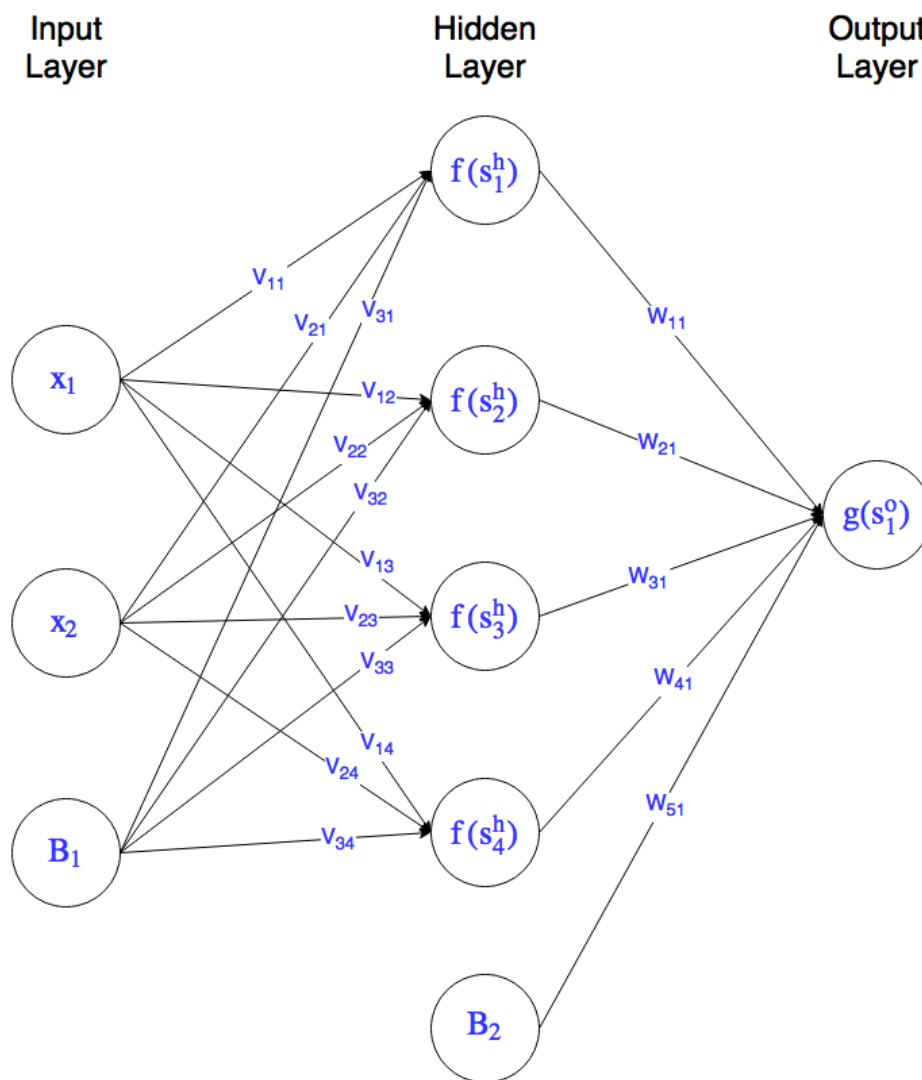 Input
Layer
Hidden
Layer
Output
Layer
f(s₁ʰ)
V₁₁
V₂₁
V₃₁
W₁₁
x₁
V₁₂
f(s₂ʰ)
V₂₂
W₂₁
V₃₂
g(s₁ᵒ)
V₁₃
W₃₁
x₂
V₂₃
f(s₃ʰ)
V₃₃
W₄₁
V₁₄
V₂₄
W₅₁
B₁
V₃₄
f(s₄ʰ)
B₂